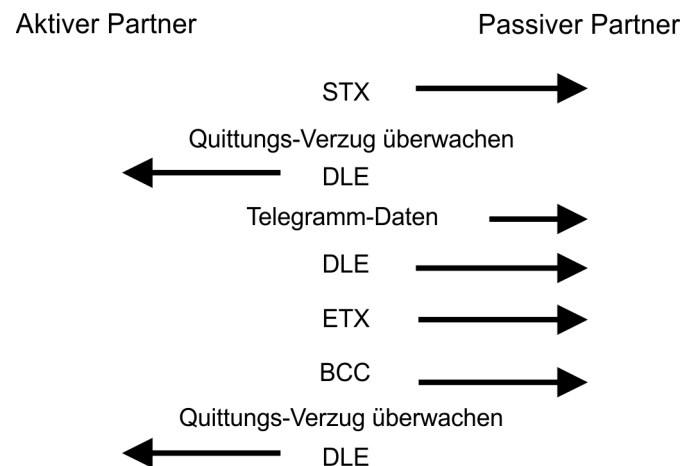 Aktiver Partner Passiver Partner
STX
Quittungs-Verzug überwachen
DLE
Telegramm-Daten
DLE
ETX
BCC
Quittungs-Verzug überwachen
DLE